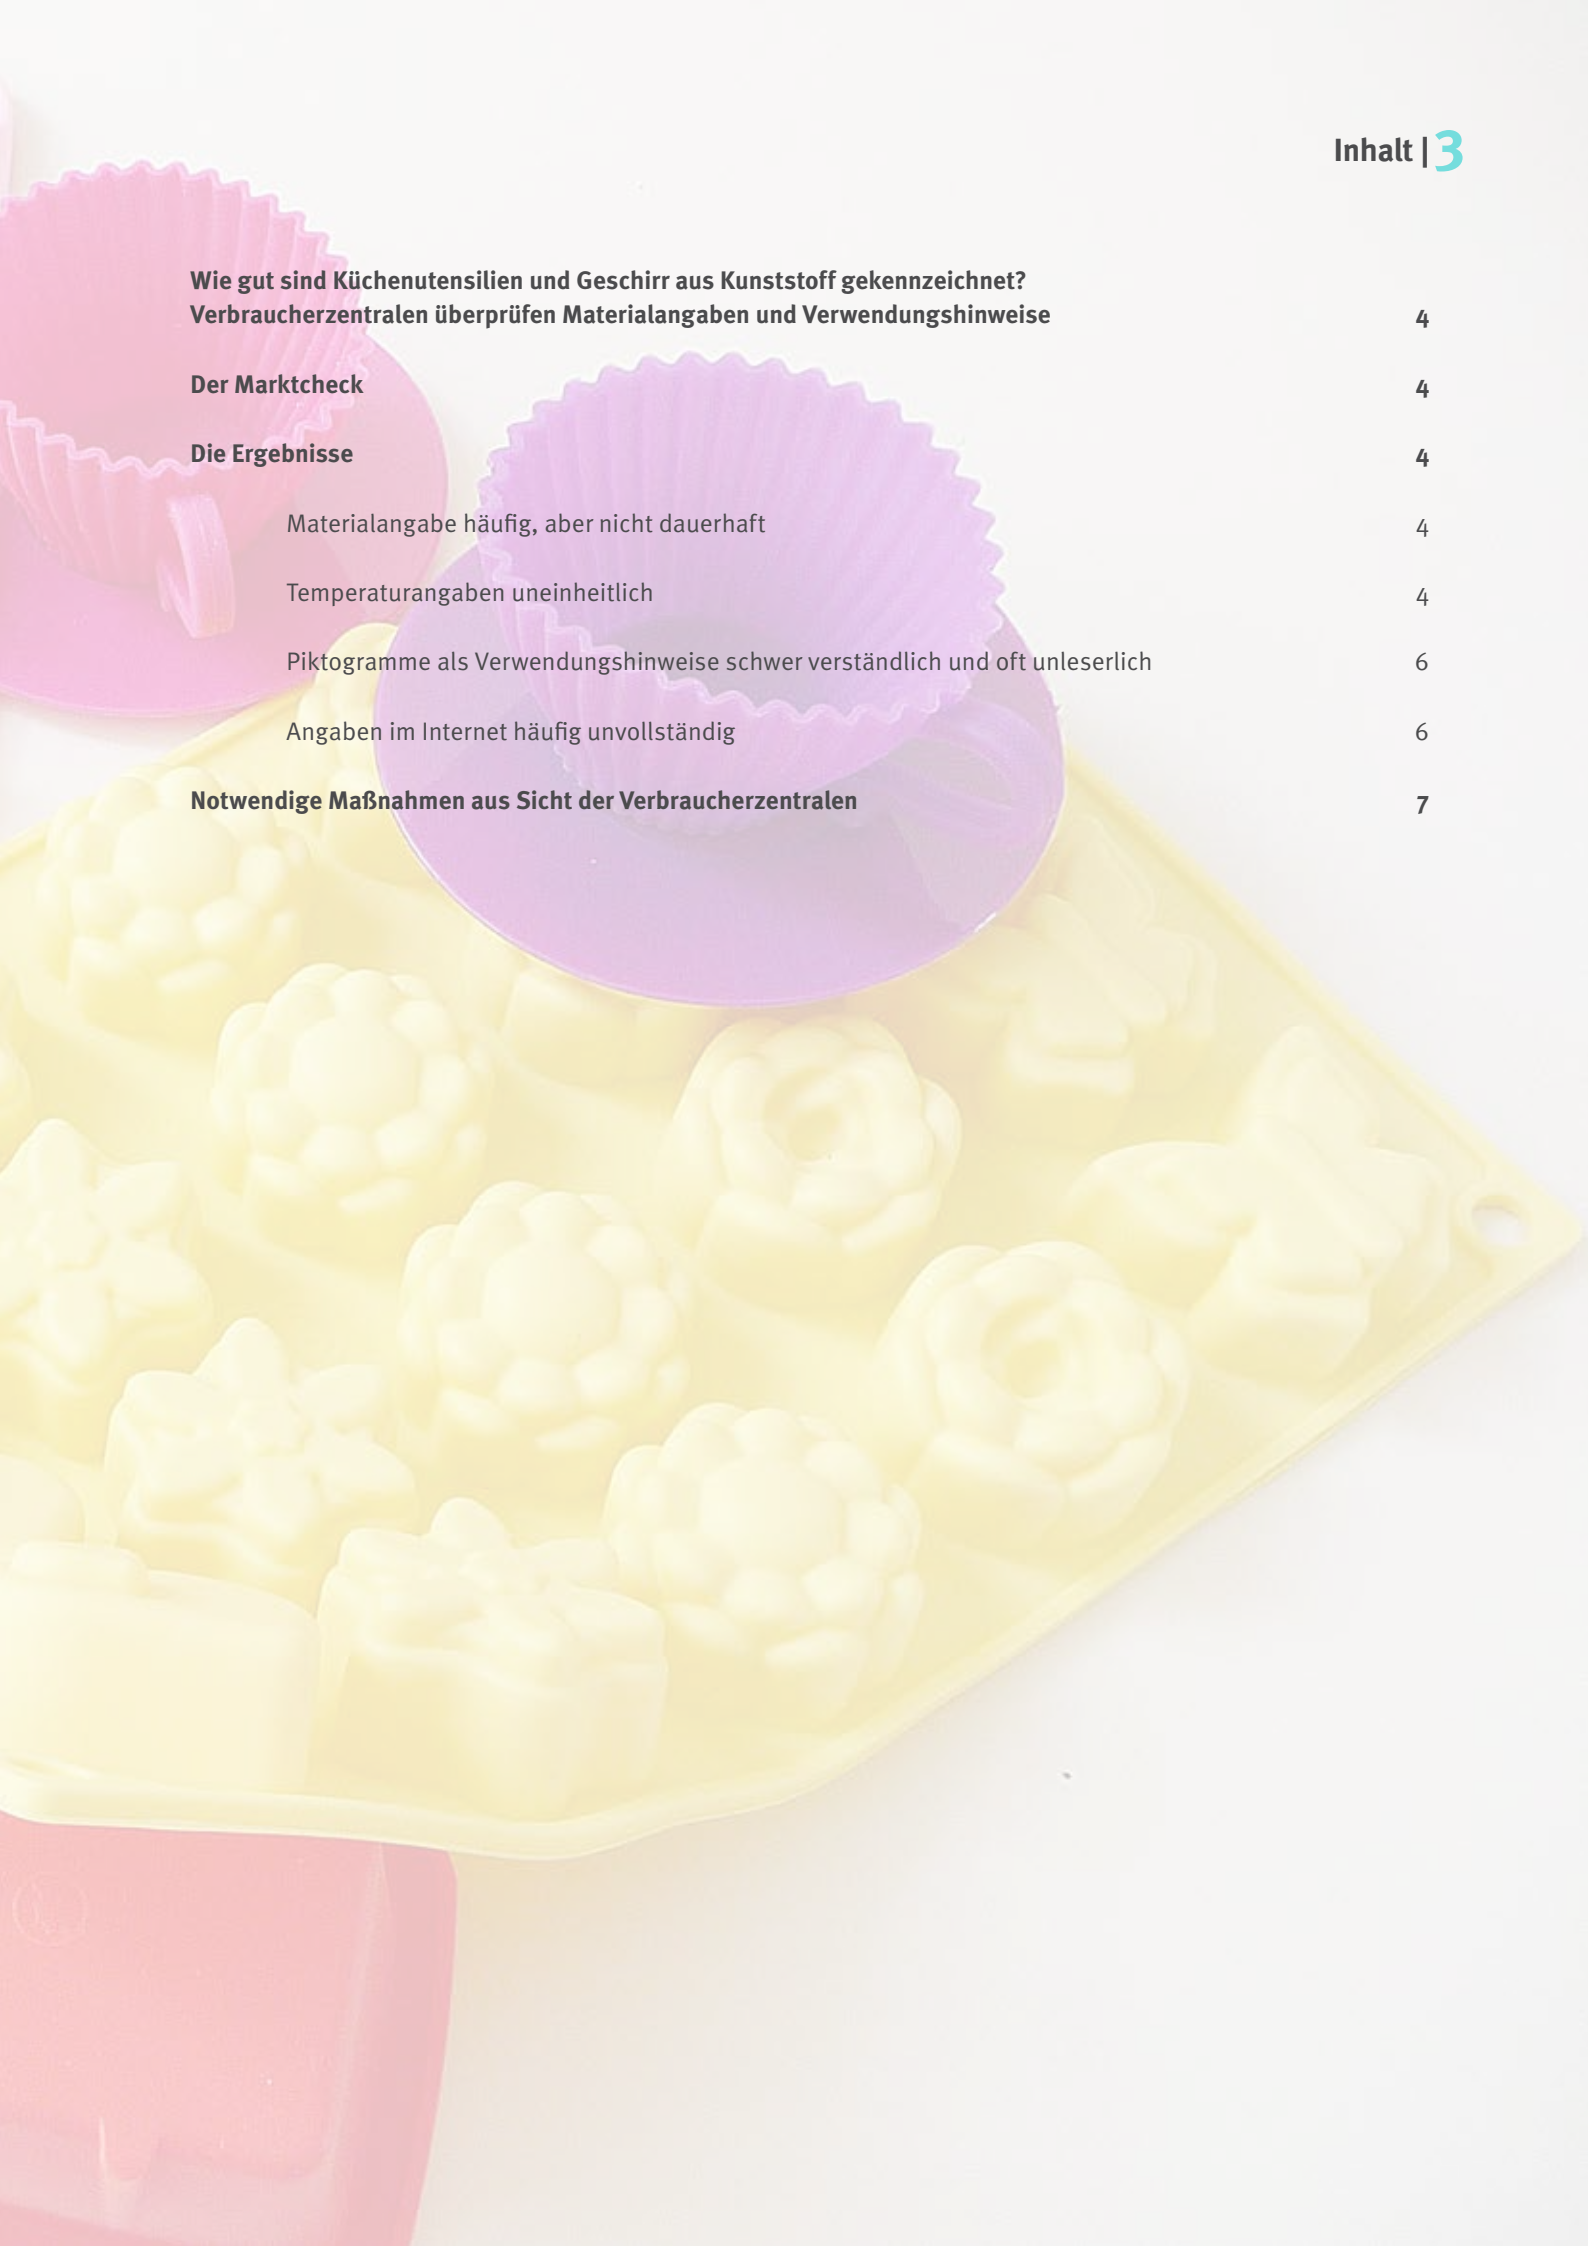 Inhalt | 3
Wie gut sind Küchenutensilien und Geschirr aus Kunststoff gekennzeichnet?
Verbraucherzentralen überprüfen Materialangaben und Verwendungshinweise 4
Der Marktcheck 4
Die Ergebnisse 4
Materialangabe häufig, aber nicht dauerhaft 4
Temperaturangaben uneinheitlich 4
Piktogramme als Verwendungshinweise schwer verständlich und oft unleserlich 6
Angaben im Internet häufig unvollständig 6
Notwendige Maßnahmen aus Sicht der Verbraucherzentralen 7